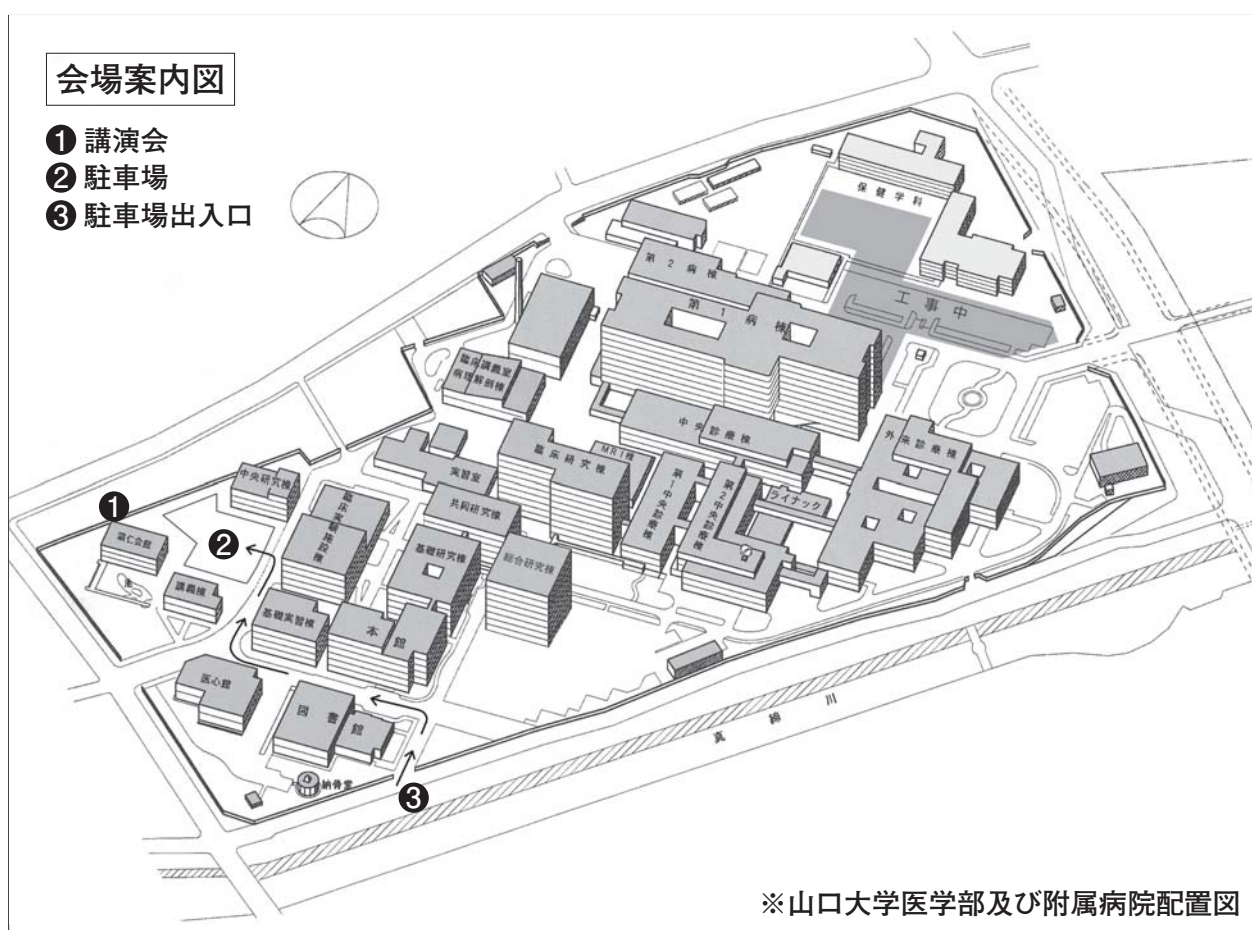 会場案内図
❶ 講演会
❷ 駐車場
❸ 駐車場出入口
保健学科
工事中
第2病棟
第1病棟
臨床講義室
病理解剖棟
中央診療棟
外来診療棟
MRI棟
臨床研究棟
実習室
第1中央診療棟
第2中央診療棟
ライナック
中央研究棟
共同研究棟
❶
霜仁会館
❷
臨床実験施設棟
基礎研究棟
総合研究棟
講義棟
基礎実習棟
本館
医心館
図書館
真締川
納骨堂
❸
※山口大学医学部及び附属病院配置図